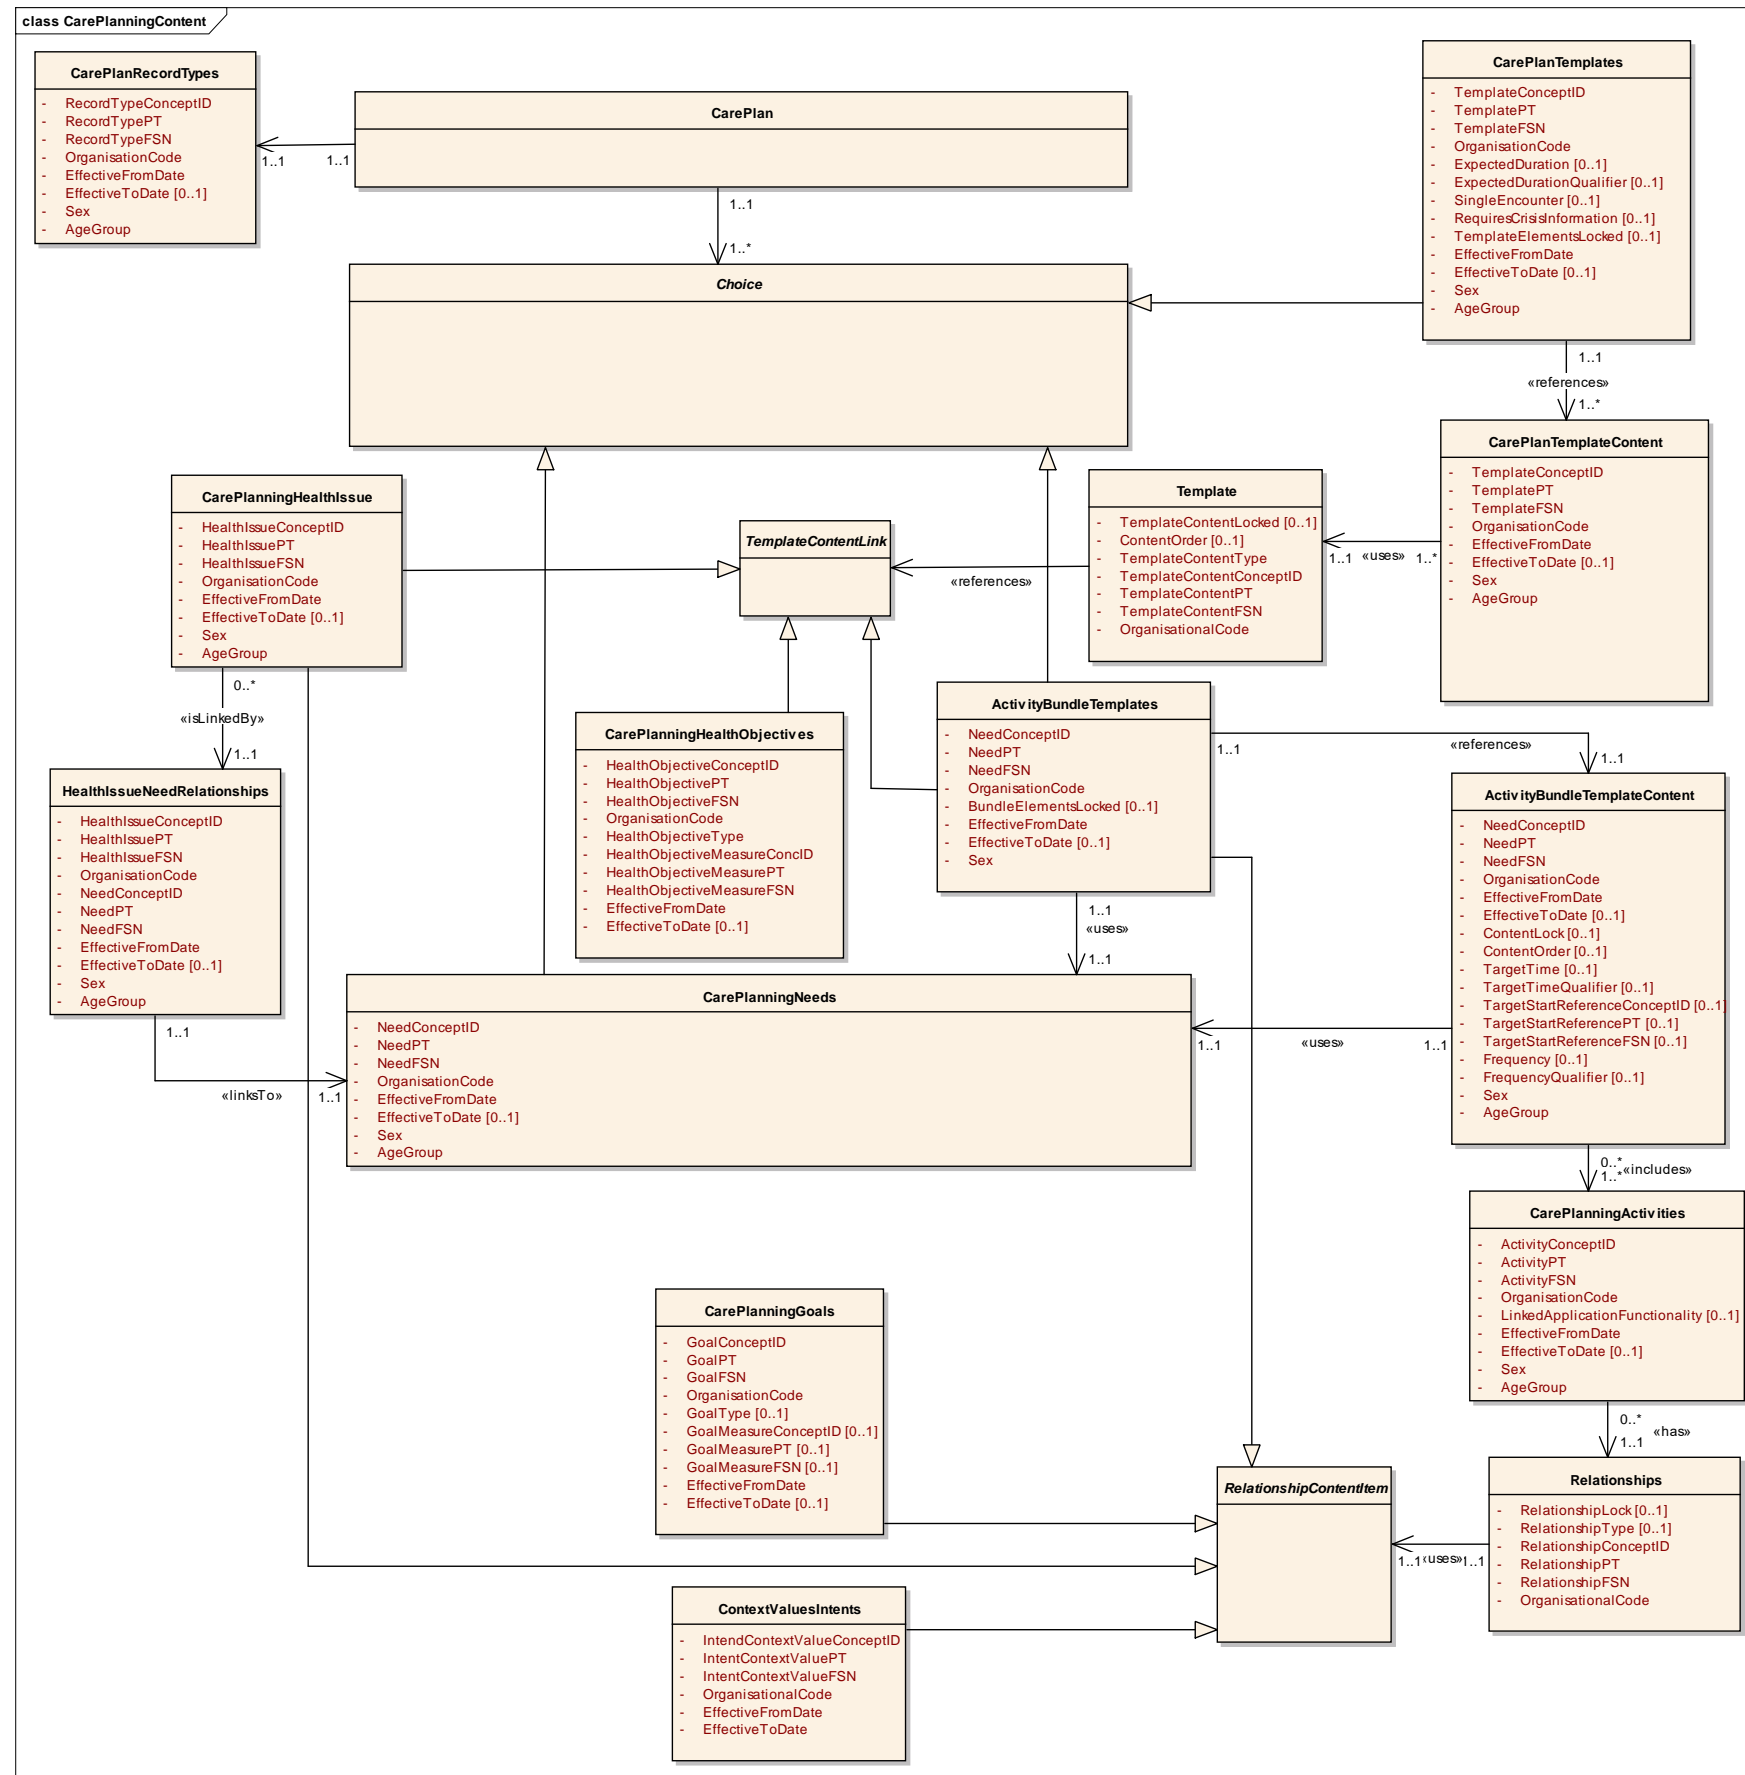 class CarePlanningContent
CarePlanRecordTypes
- RecordTypeConceptID
- RecordTypePT
- RecordTypeFSN
- OrganisationCode
- EffectiveFromDate
- EffectiveToDate [0..1]
- Sex
- AgeGroup
1..1
1..1
CarePlan
1..1
1..*
Choice
CarePlanTemplates
- TemplateConceptID
- TemplatePT
- TemplateFSN
- OrganisationCode
- ExpectedDuration [0..1]
- ExpectedDurationQualifier [0..1]
- SingleEncounter [0..1]
- RequiresCrisisInformation [0..1]
- TemplateElementsLocked [0..1]
- EffectiveFromDate
- EffectiveToDate [0..1]
- Sex
- AgeGroup
1..1
«references»
1..*
CarePlanTemplateContent
- TemplateConceptID
- TemplatePT
- TemplateFSN
- OrganisationCode
- EffectiveFromDate
- EffectiveToDate [0..1]
- Sex
- AgeGroup
1..1 «uses» 1..*
Template
- TemplateContentLocked [0..1]
- ContentOrder [0..1]
- TemplateContentType
- TemplateContentConceptID
- TemplateContentPT
- TemplateContentFSN
- OrganisationalCode
«references»
TemplateContentLink
CarePlanningHealthIssue
- HealthIssueConceptID
- HealthIssuePT
- HealthIssueFSN
- OrganisationCode
- EffectiveFromDate
- EffectiveToDate [0..1]
- Sex
- AgeGroup
0..*
«isLinkedBy»
1..1
HealthIssueNeedRelationships
- HealthIssueConceptID
- HealthIssuePT
- HealthIssueFSN
- OrganisationCode
- NeedConceptID
- NeedPT
- NeedFSN
- EffectiveFromDate
- EffectiveToDate [0..1]
- Sex
- AgeGroup
1..1
«linksTo»
1..1
CarePlanningHealthObjectives
- HealthObjectiveConceptID
- HealthObjectivePT
- HealthObjectiveFSN
- OrganisationCode
- HealthObjectiveType
- HealthObjectiveMeasureConcID
- HealthObjectiveMeasurePT
- HealthObjectiveMeasureFSN
- EffectiveFromDate
- EffectiveToDate [0..1]
ActivityBundleTemplates
- NeedConceptID
- NeedPT
- NeedFSN
- OrganisationCode
- BundleElementsLocked [0..1]
- EffectiveFromDate
- EffectiveToDate [0..1]
- Sex
1..1
«references»
1..1
1..1
«uses»
1..1
ActivityBundleTemplateContent
- NeedConceptID
- NeedPT
- NeedFSN
- OrganisationCode
- EffectiveFromDate
- EffectiveToDate [0..1]
- ContentLock [0..1]
- ContentOrder [0..1]
- TargetTime [0..1]
- TargetTimeQualifier [0..1]
- TargetStartReferenceConceptID [0..1]
- TargetStartReferencePT [0..1]
- TargetStartReferenceFSN [0..1]
- Frequency [0..1]
- FrequencyQualifier [0..1]
- Sex
- AgeGroup
1..1 «uses» 1..1
CarePlanningNeeds
- NeedConceptID
- NeedPT
- NeedFSN
- OrganisationCode
- EffectiveFromDate
- EffectiveToDate [0..1]
- Sex
- AgeGroup
0..*
«includes»
1..*
CarePlanningActivities
- ActivityConceptID
- ActivityPT
- ActivityFSN
- OrganisationCode
- LinkedApplicationFunctionality [0..1]
- EffectiveFromDate
- EffectiveToDate [0..1]
- Sex
- AgeGroup
0..*
«has»
1..1
CarePlanningGoals
- GoalConceptID
- GoalPT
- GoalFSN
- OrganisationCode
- GoalType [0..1]
- GoalMeasureConceptID [0..1]
- GoalMeasurePT [0..1]
- GoalMeasureFSN [0..1]
- EffectiveFromDate
- EffectiveToDate [0..1]
RelationshipContentItem
1..1 «uses» 1..1
Relationships
- RelationshipLock [0..1]
- RelationshipType [0..1]
- RelationshipConceptID
- RelationshipPT
- RelationshipFSN
- OrganisationalCode
ContextValuesIntents
- IntendContextValueConceptID
- IntentContextValuePT
- IntentContextValueFSN
- OrganisationalCode
- EffectiveFromDate
- EffectiveToDate